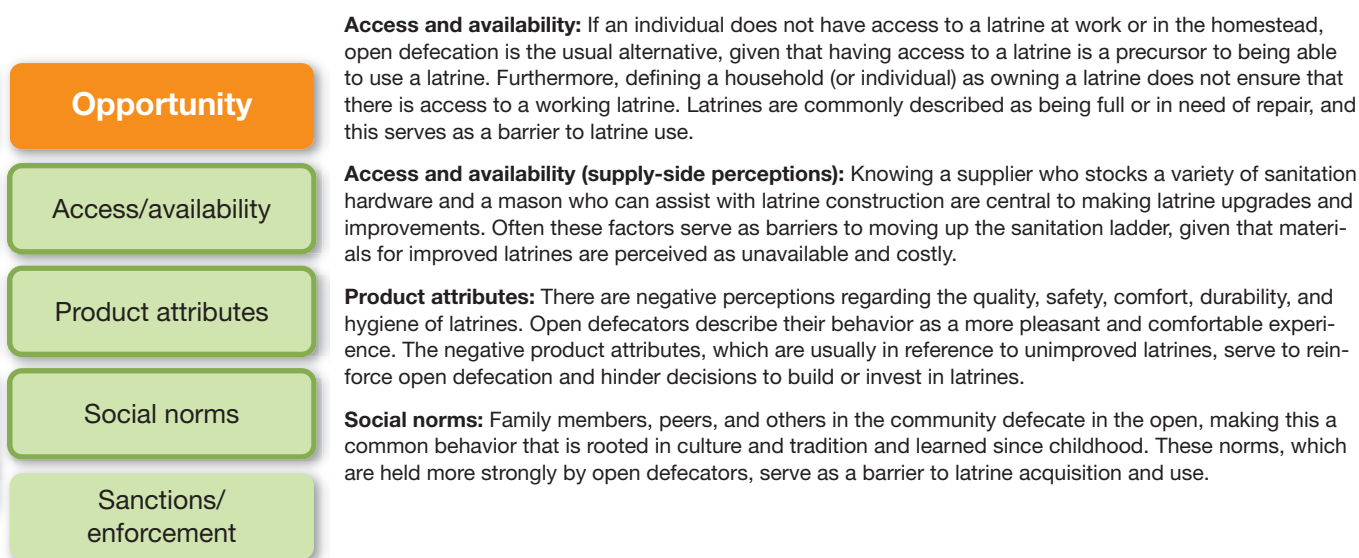 Opportunity
Access/availability
Product attributes
Social norms
Sanctions/
enforcement
Access and availability: If an individual does not have access to a latrine at work or in the homestead,
open defecation is the usual alternative, given that having access to a latrine is a precursor to being able
to use a latrine. Furthermore, defining a household (or individual) as owning a latrine does not ensure that
there is access to a working latrine. Latrines are commonly described as being full or in need of repair, and
this serves as a barrier to latrine use.
Access and availability (supply-side perceptions): Knowing a supplier who stocks a variety of sanitation
hardware and a mason who can assist with latrine construction are central to making latrine upgrades and
improvements. Often these factors serve as barriers to moving up the sanitation ladder, given that materi-
als for improved latrines are perceived as unavailable and costly.
Product attributes: There are negative perceptions regarding the quality, safety, comfort, durability, and
hygiene of latrines. Open defecators describe their behavior as a more pleasant and comfortable experi-
ence. The negative product attributes, which are usually in reference to unimproved latrines, serve to rein-
force open defecation and hinder decisions to build or invest in latrines.
Social norms: Family members, peers, and others in the community defecate in the open, making this a
common behavior that is rooted in culture and tradition and learned since childhood. These norms, which
are held more strongly by open defecators, serve as a barrier to latrine acquisition and use.